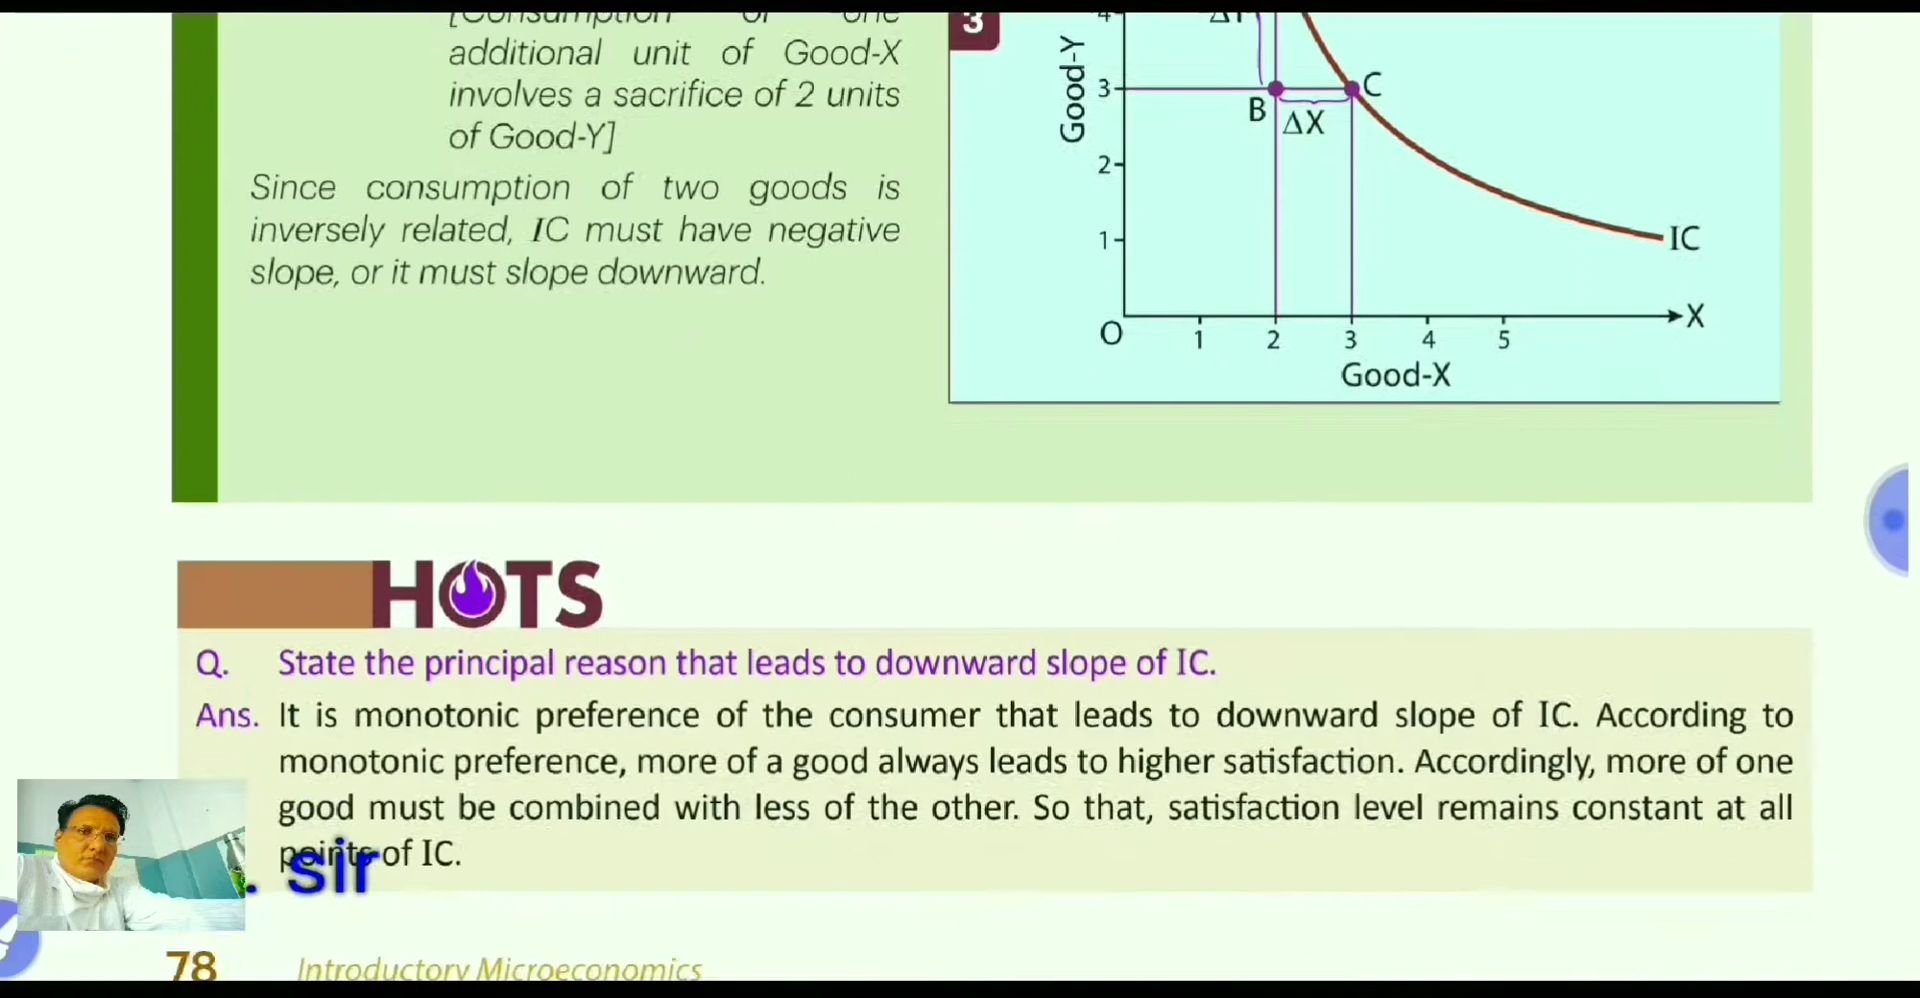 [Consumption of one
additional unit of Good-X
involves a sacrifice of 2 units
of Good-Y]
Since consumption of two goods is
inversely related, IC must have negative
slope, or it must slope downward.
3
4
ΔY
Good-Y
3
B
C
ΔX
2
1
IC
O
1 2 3 4 5
X
Good-X
HOTS
Q. State the principal reason that leads to downward slope of IC.
Ans. It is monotonic preference of the consumer that leads to downward slope of IC. According to
monotonic preference, more of a good always leads to higher satisfaction. Accordingly, more of one
good must be combined with less of the other. So that, satisfaction level remains constant at all
points of IC.
. sir
78 Introductory Microeconomics